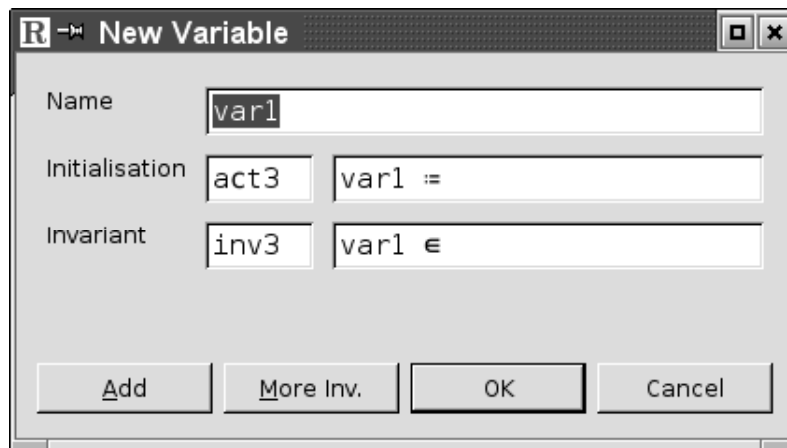 R New Variable
Name var1
Initialisation act3 var1 ≔
Invariant inv3 var1 ∈
Add More Inv. OK Cancel